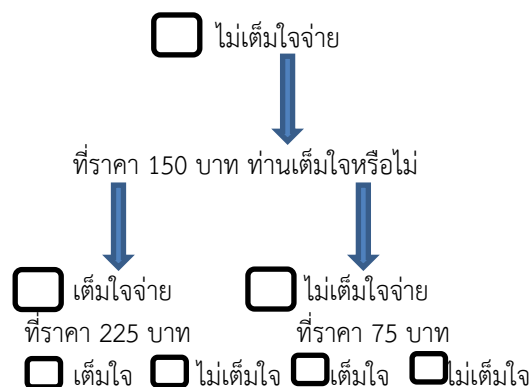 ไม่เต็มใจจ่าย
ที่ราคา 150 บาท ท่านเต็มใจหรือไม่
เต็มใจจ่าย ไม่เต็มใจจ่าย
ที่ราคา 225 บาท ที่ราคา 75 บาท
เต็มใจ ไม่เต็มใจ เต็มใจ ไม่เต็มใจ